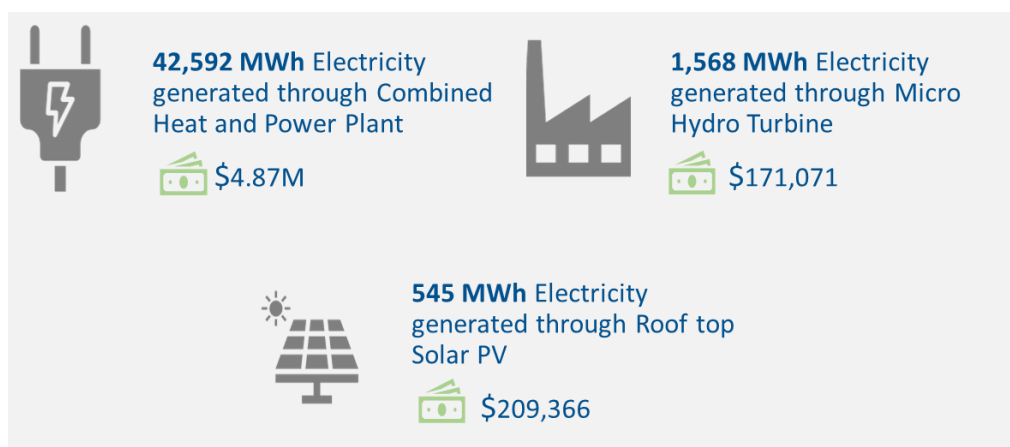 42,592 MWh Electricity
generated through Combined
Heat and Power Plant
$4.87M
1,568 MWh Electricity
generated through Micro
Hydro Turbine
$171,071
545 MWh Electricity
generated through Roof top
Solar PV
$209,366